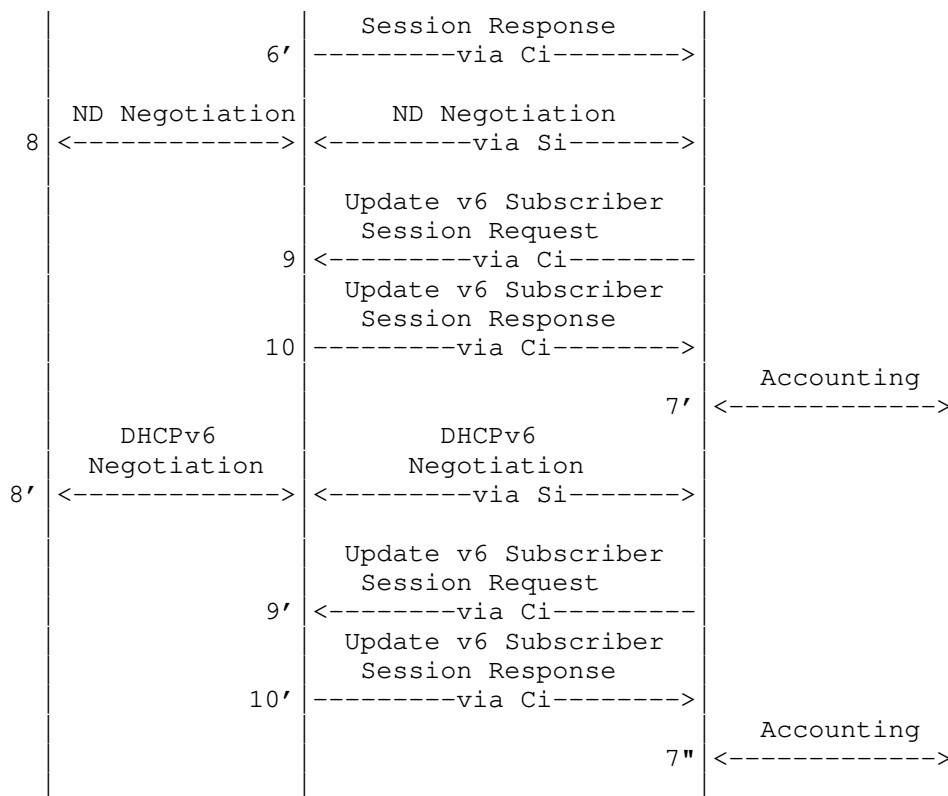 Session Response
6' |---------via Ci-------->|
ND Negotiation| ND Negotiation
8|<------------->|<---------via Si------->|
Update v6 Subscriber
Session Request
9|<---------via Ci--------|
Update v6 Subscriber
Session Response
10|---------via Ci-------->|
Accounting
7' |<------------->
DHCPv6 DHCPv6
Negotiation Negotiation
8' |<------------->|<---------via Si------->|
Update v6 Subscriber
Session Request
9' |<--------via Ci---------|
Update v6 Subscriber
Session Response
10' |---------via Ci-------->|
Accounting
7"|<------------->